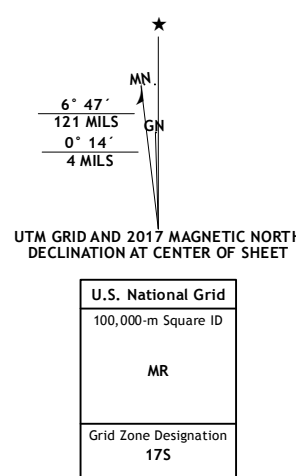 ★
MN
6° 47´
121 MILS
GN
0° 14´
4 MILS
UTM GRID AND 2017 MAGNETIC NORTH
DECLINATION AT CENTER OF SHEET
U.S. National Grid
100,000-m Square ID
MR
Grid Zone Designation
17S